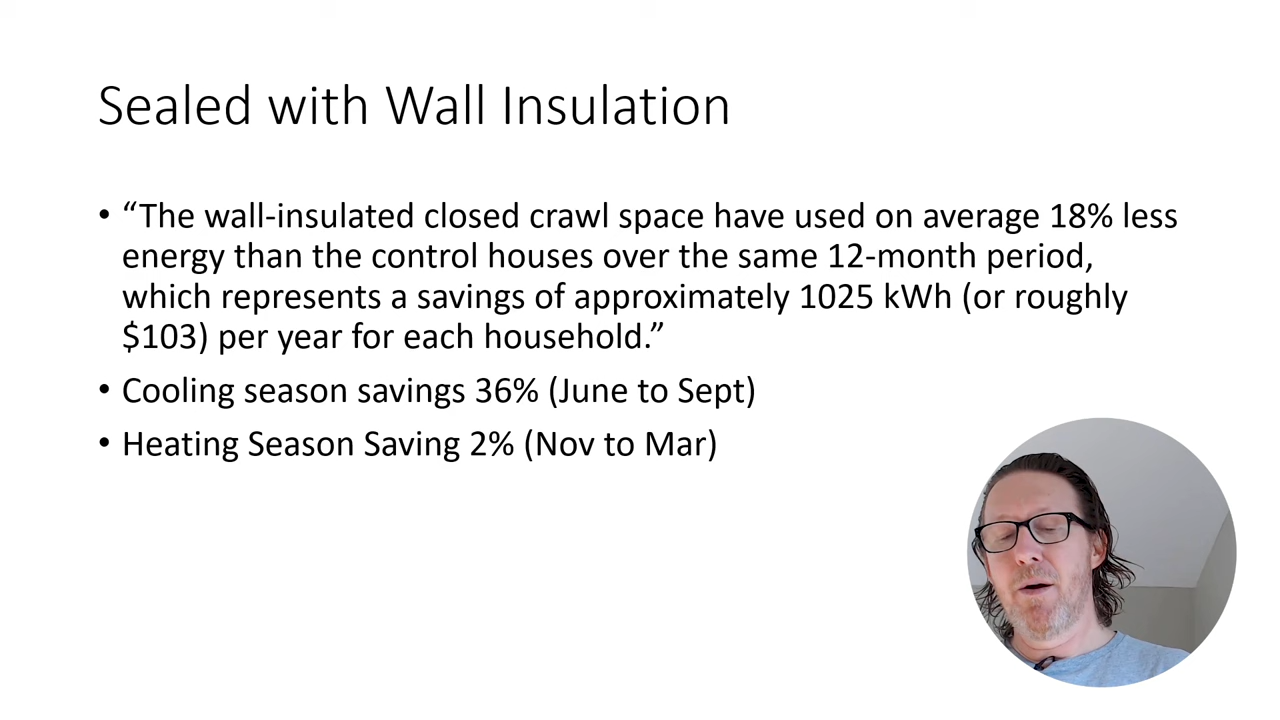 Sealed with Wall Insulation
• “The wall-insulated closed crawl space have used on average 18% less
energy than the control houses over the same 12-month period,
which represents a savings of approximately 1025 kWh (or roughly
$103) per year for each household.”
• Cooling season savings 36% (June to Sept)
• Heating Season Saving 2% (Nov to Mar)